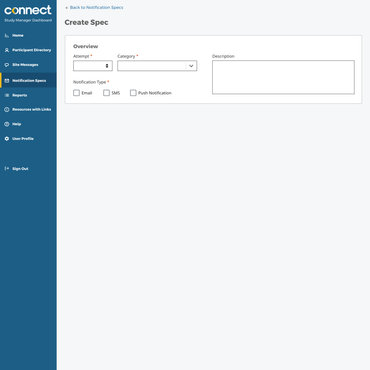 connect
Study Manager Dashboard
Home
Participant Directory
Site Messages
Notification Specs
Reports
Resources with Links
Help
User Profile
Sign Out
← Back to Notification Specs
Create Spec
Overview
Attempt *
Category *
Description
Notification Type *
Email
SMS
Push Notification